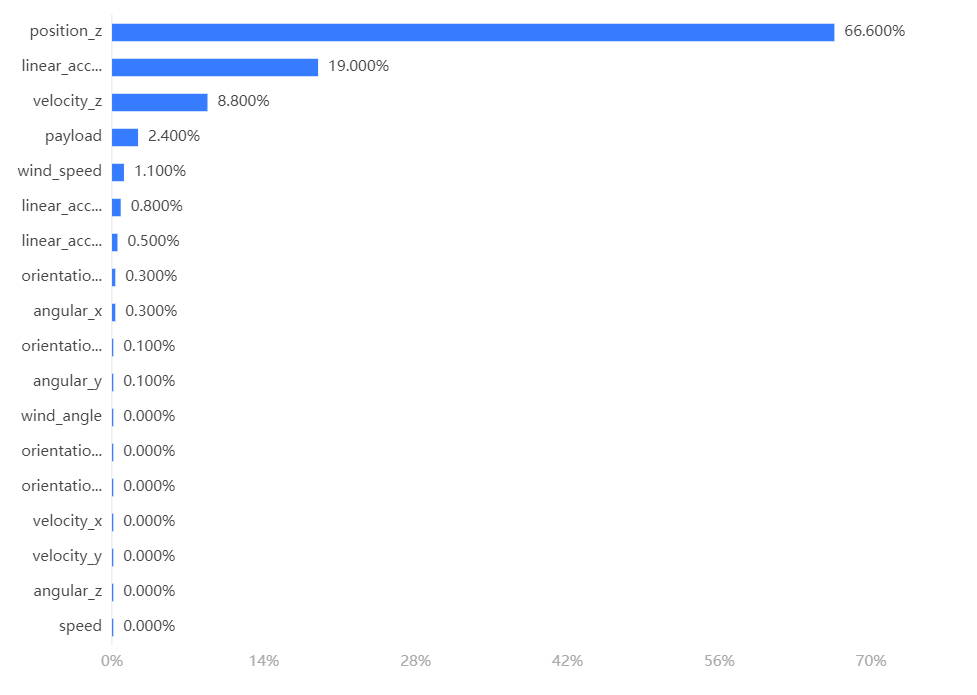 position_z 66.600%
linear_acc... 19.000%
velocity_z 8.800%
payload 2.400%
wind_speed 1.100%
linear_acc... 0.800%
linear_acc... 0.500%
orientatio... 0.300%
angular_x 0.300%
orientatio... 0.100%
angular_y 0.100%
wind_angle 0.000%
orientatio... 0.000%
orientatio... 0.000%
velocity_x 0.000%
velocity_y 0.000%
angular_z 0.000%
speed 0.000%
0% 14% 28% 42% 56% 70%